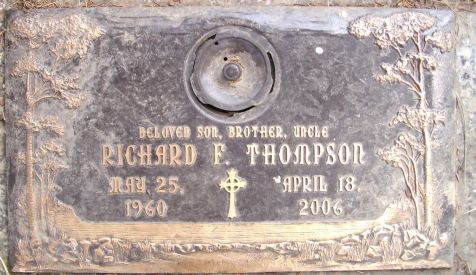 BELOVED SON, BROTHER, UNCLE
RICHARD F. THOMPSON
MAY 25, APRIL 18,
1960 2006